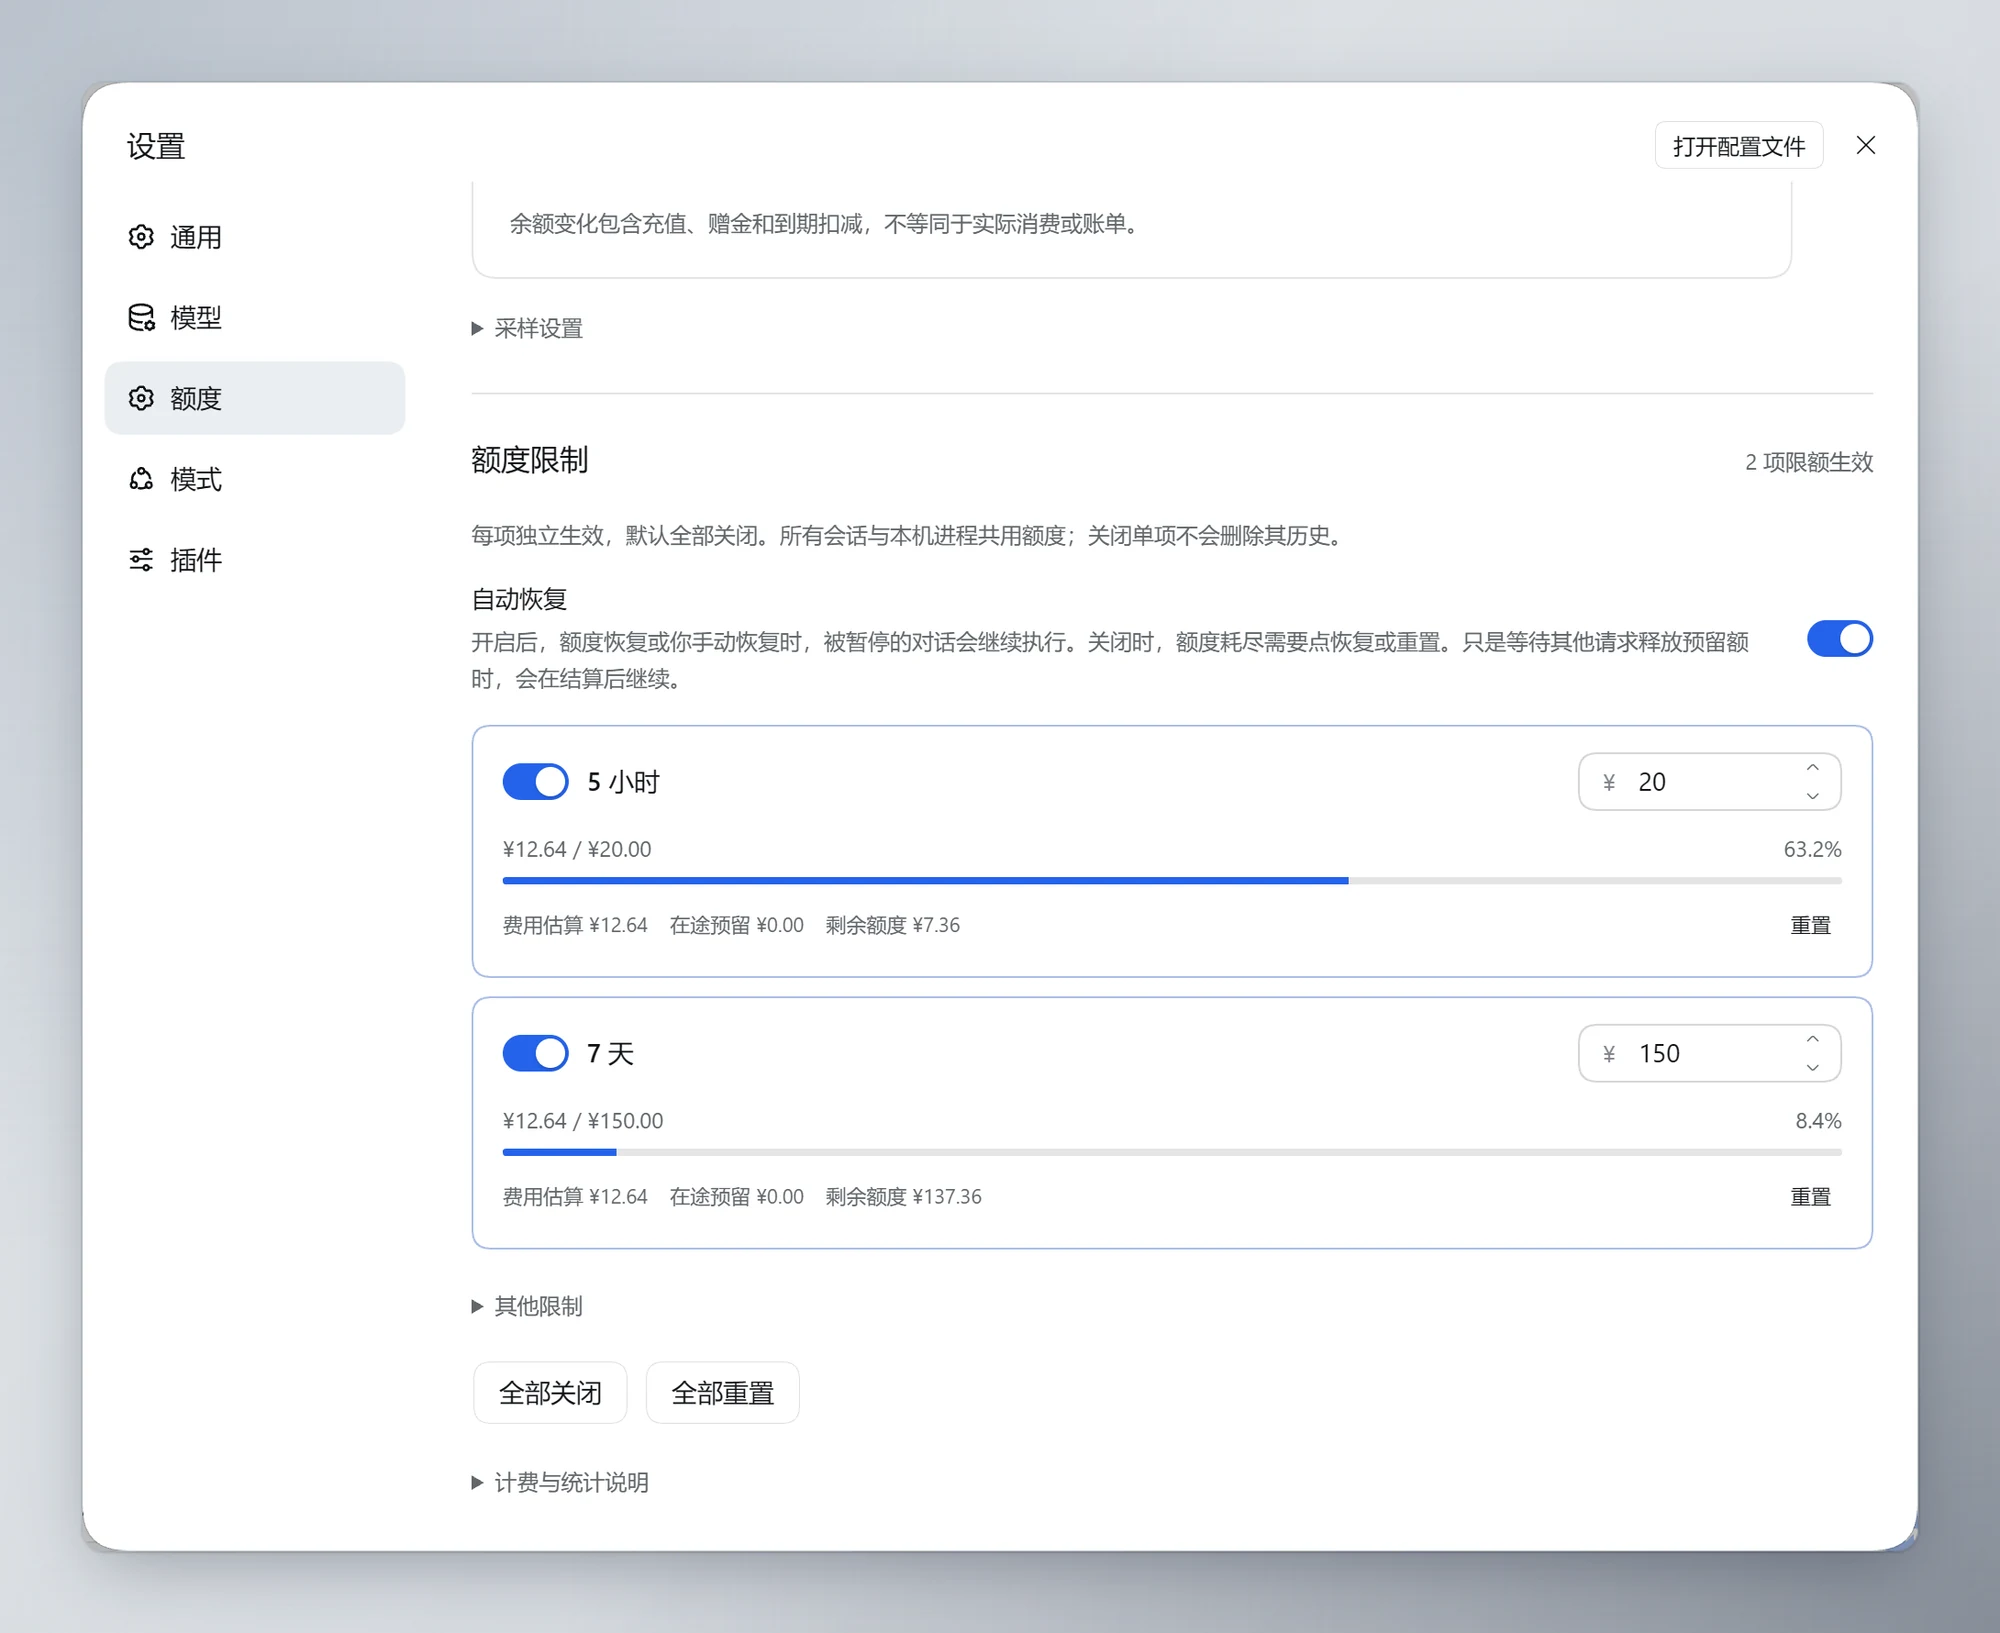 设置
打开配置文件
通用
模型
额度
模式
插件
余额变化包含充值、赠金和到期扣减，不等同于实际消费或账单。
采样设置
额度限制
2 项限额生效
每项独立生效，默认全部关闭。所有会话与本机进程共用额度；关闭单项不会删除其历史。
自动恢复
开启后，额度恢复或你手动恢复时，被暂停的对话会继续执行。关闭时，额度耗尽需要点恢复或重置。只是等待其他请求释放预留额
时，会在结算后继续。
5 小时
¥ 20
¥12.64 / ¥20.00
63.2%
费用估算 ¥12.64 在途预留 ¥0.00 剩余额度 ¥7.36
重置
7 天
¥ 150
¥12.64 / ¥150.00
8.4%
费用估算 ¥12.64 在途预留 ¥0.00 剩余额度 ¥137.36
重置
其他限制
全部关闭
全部重置
计费与统计说明